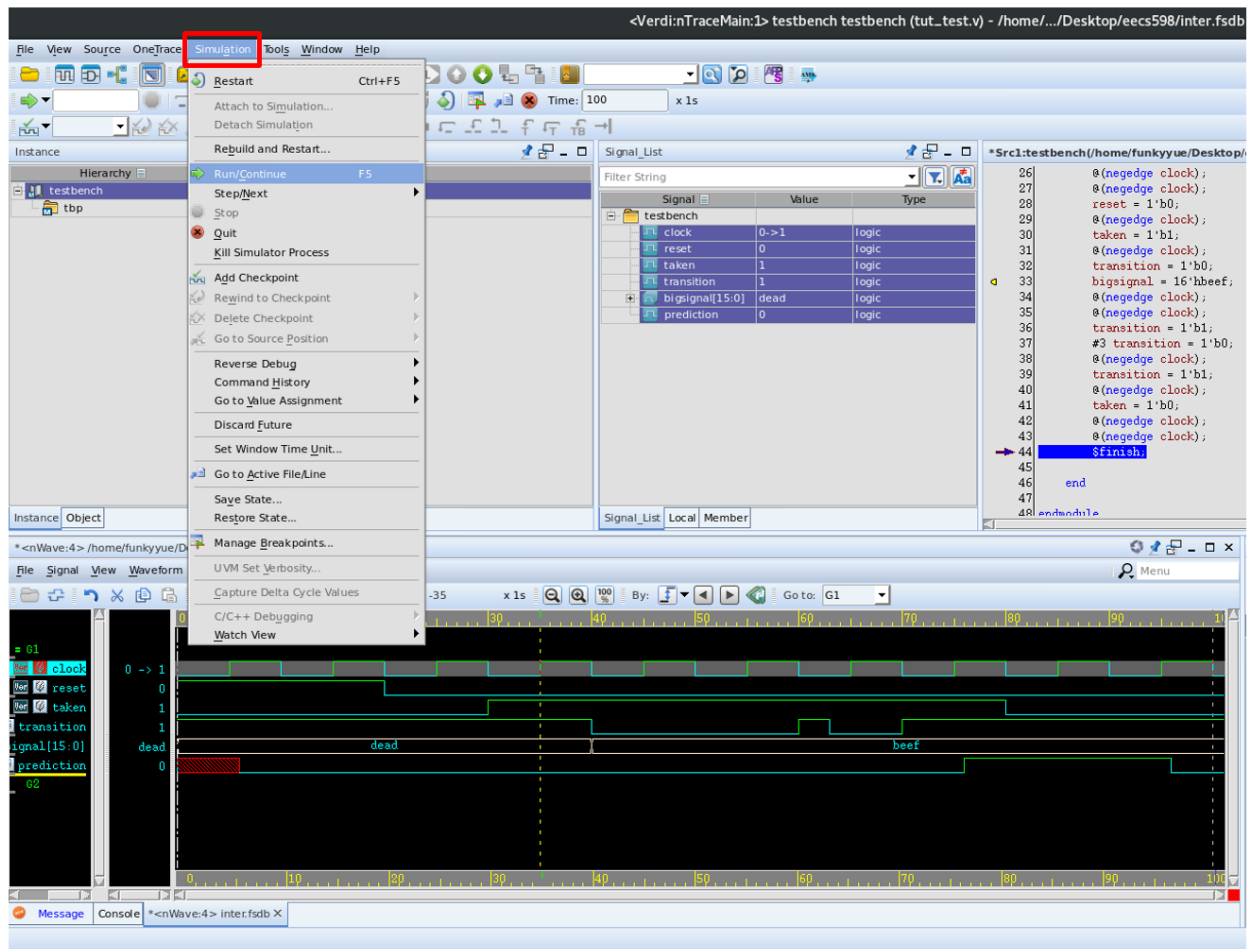 <Verdi:nTraceMain:1> testbench testbench (tut_test.v) - /home/.../Desktop/eecs598/inter.fsdb
File View Source OneTrace Simulation Tools Window Help
Time: 100 x 1s
Restart Ctrl+F5
Attach to Simulation...
Detach Simulation
Rebuild and Restart...
Run/Continue F5
Step/Next
Stop
Quit
Kill Simulator Process
Add Checkpoint
Rewind to Checkpoint
Delete Checkpoint
Go to Source Position
Reverse Debug
Command History
Go to Value Assignment
Discard Future
Set Window Time Unit...
Go to Active File/Line
Save State...
Restore State...
Manage Breakpoints...
UVM Set Verbosity...
Capture Delta Cycle Values
C/C++ Debugging
Watch View
Instance
Hierarchy
testbench
tbp
Instance Object
Signal_List
Filter String
Signal Value Type
testbench
clock 0->1 logic
reset 0 logic
taken 1 logic
transition 1 logic
bigsignal[15:0] dead logic
prediction 0 logic
Signal_List Local Member
*Src1:testbench(/home/funkyyue/Desktop/
26 @(negedge clock);
27 @(negedge clock);
28 reset = 1'b0;
29 @(negedge clock);
30 taken = 1'b1;
31 @(negedge clock);
32 transition = 1'b0;
33 bigsignal = 16'hbeef;
34 @(negedge clock);
35 @(negedge clock);
36 transition = 1'b1;
37 #3 transition = 1'b0;
38 @(negedge clock);
39 transition = 1'b1;
40 @(negedge clock);
41 taken = 1'b0;
42 @(negedge clock);
43 @(negedge clock);
44 $finish;
45
46 end
47
48 endmodule
*<nWave:4> /home/funkyyue/D
File Signal View Waveform
Menu
-35 x 1s 100 % By: Go to: G1
0 30 40 50 60 70 80 90
= G1
clock 0 -> 1
reset 0
taken 1
transition 1
ignal[15:0] dead dead beef
prediction 0
G2
0 10 20 30 40 50 60 70 80 90 100
Message Console *<nWave:4> inter.fsdb X